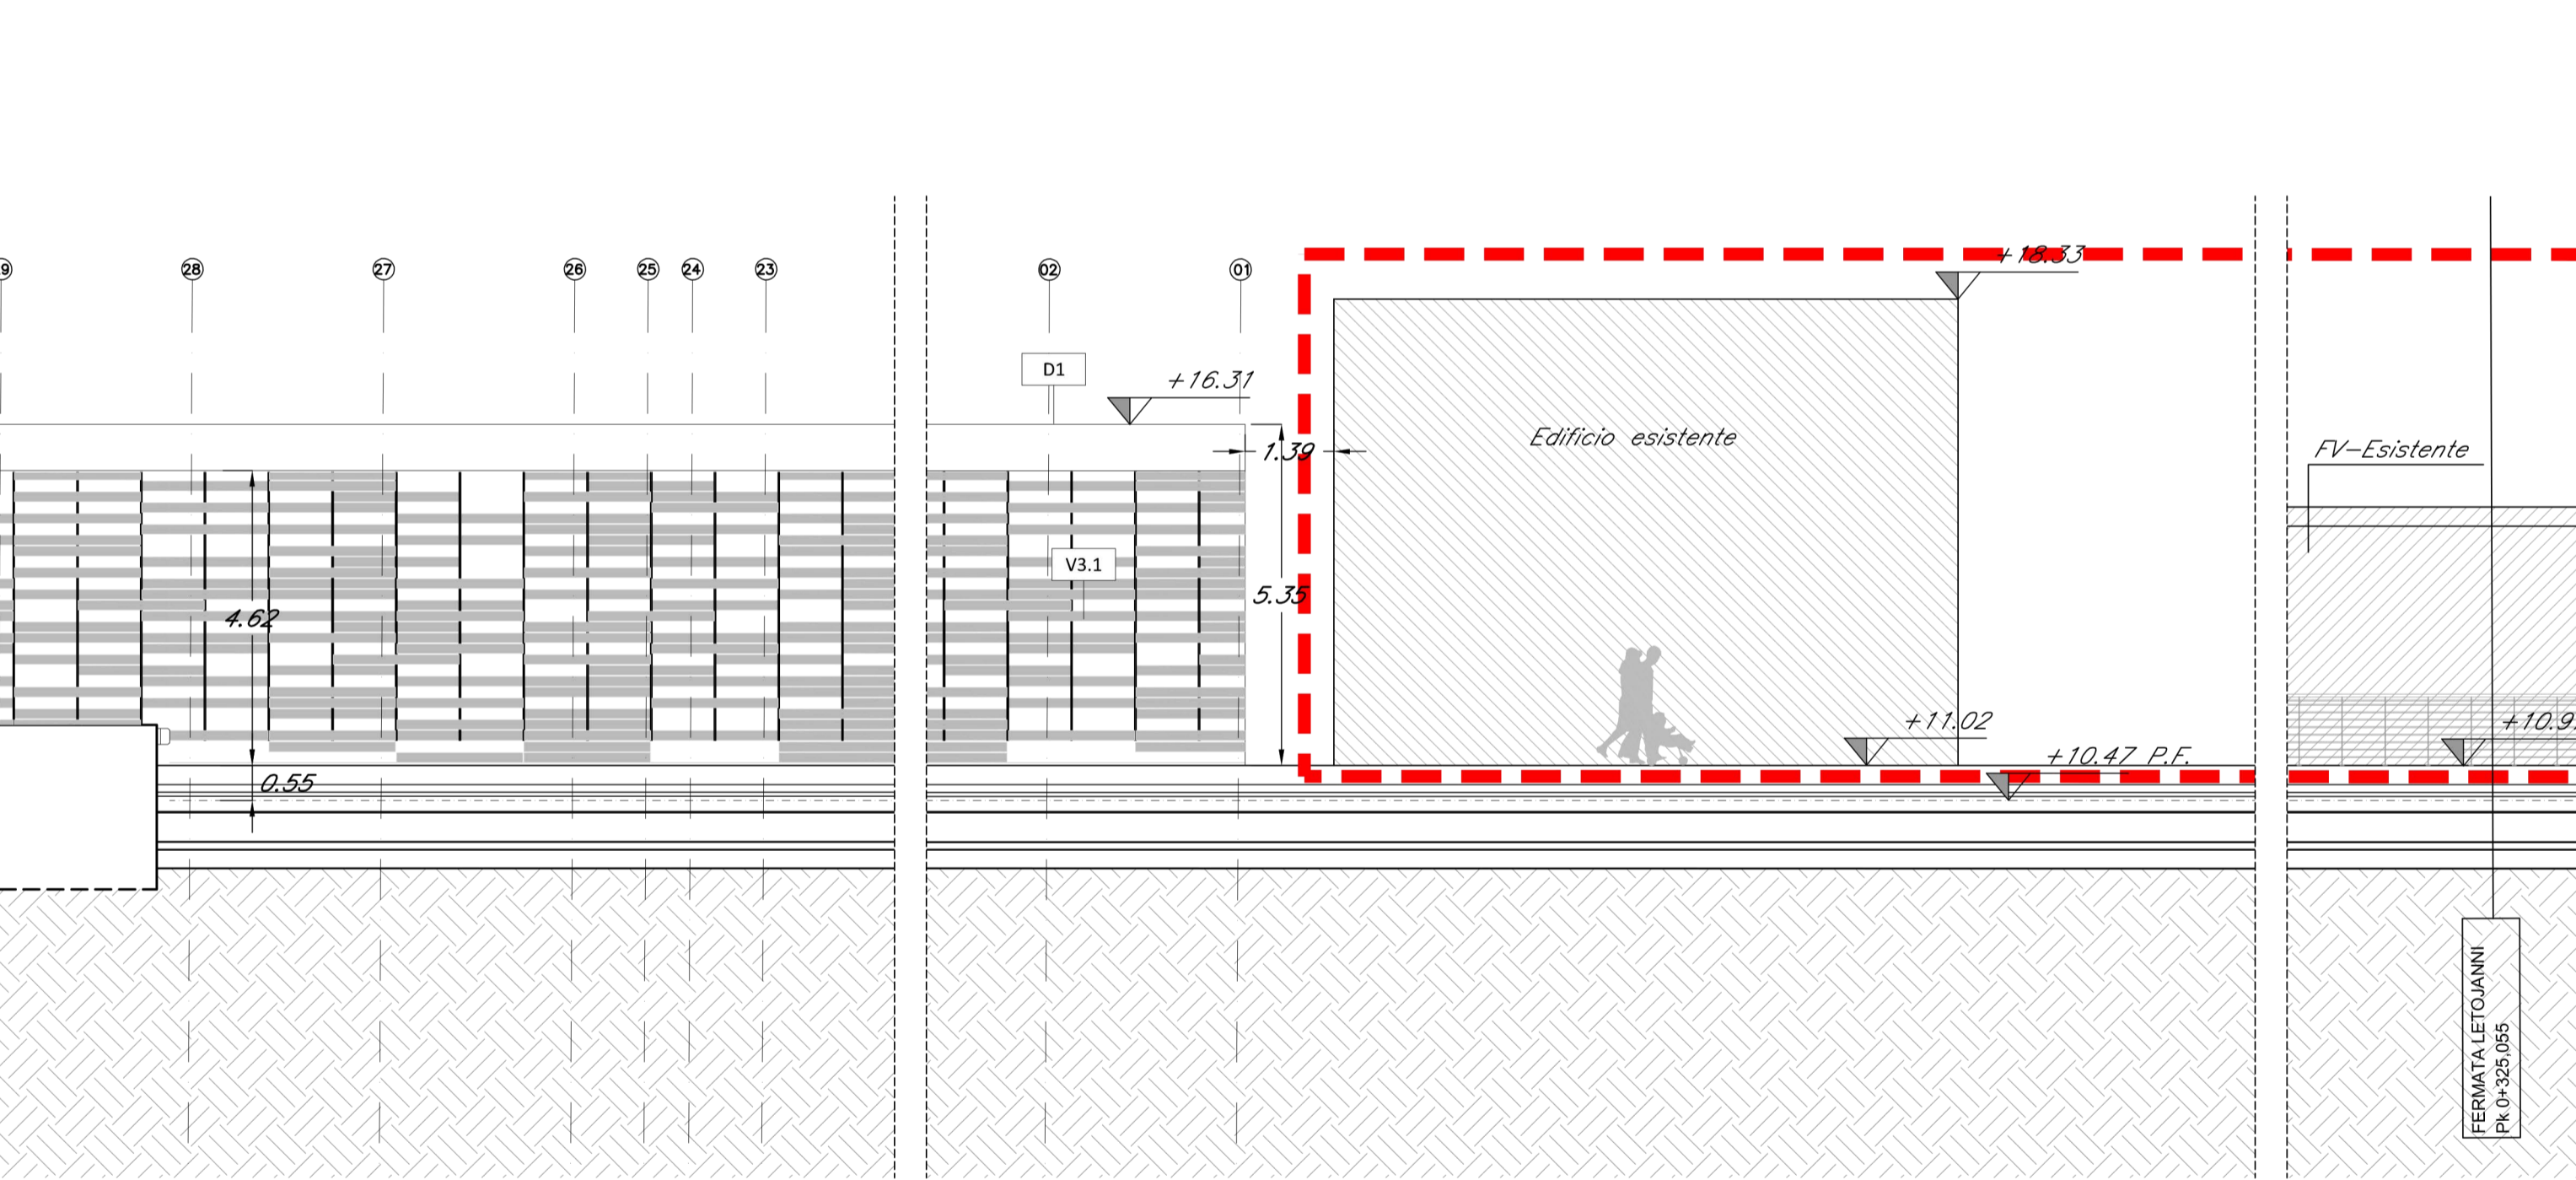 28
27
26
25
24
23
02
01
+18.33
D1
+16.31
1.39
Edificio esistente
FV-Esistente
V3.1
5.35
4.62
+11.02
+10.47 P.F.
0.55
FERMATA LETOJANNI
Pk 0+325,055